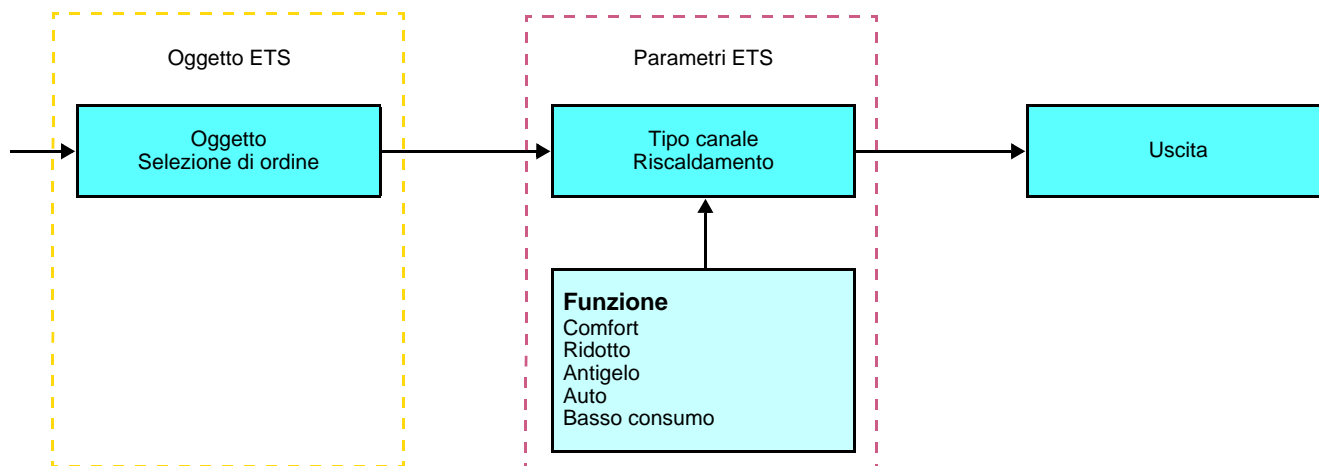 Oggetto ETS
Parametri ETS
Oggetto
Selezione di ordine
Tipo canale
Riscaldamento
Uscita
Funzione
Comfort
Ridotto
Antigelo
Auto
Basso consumo